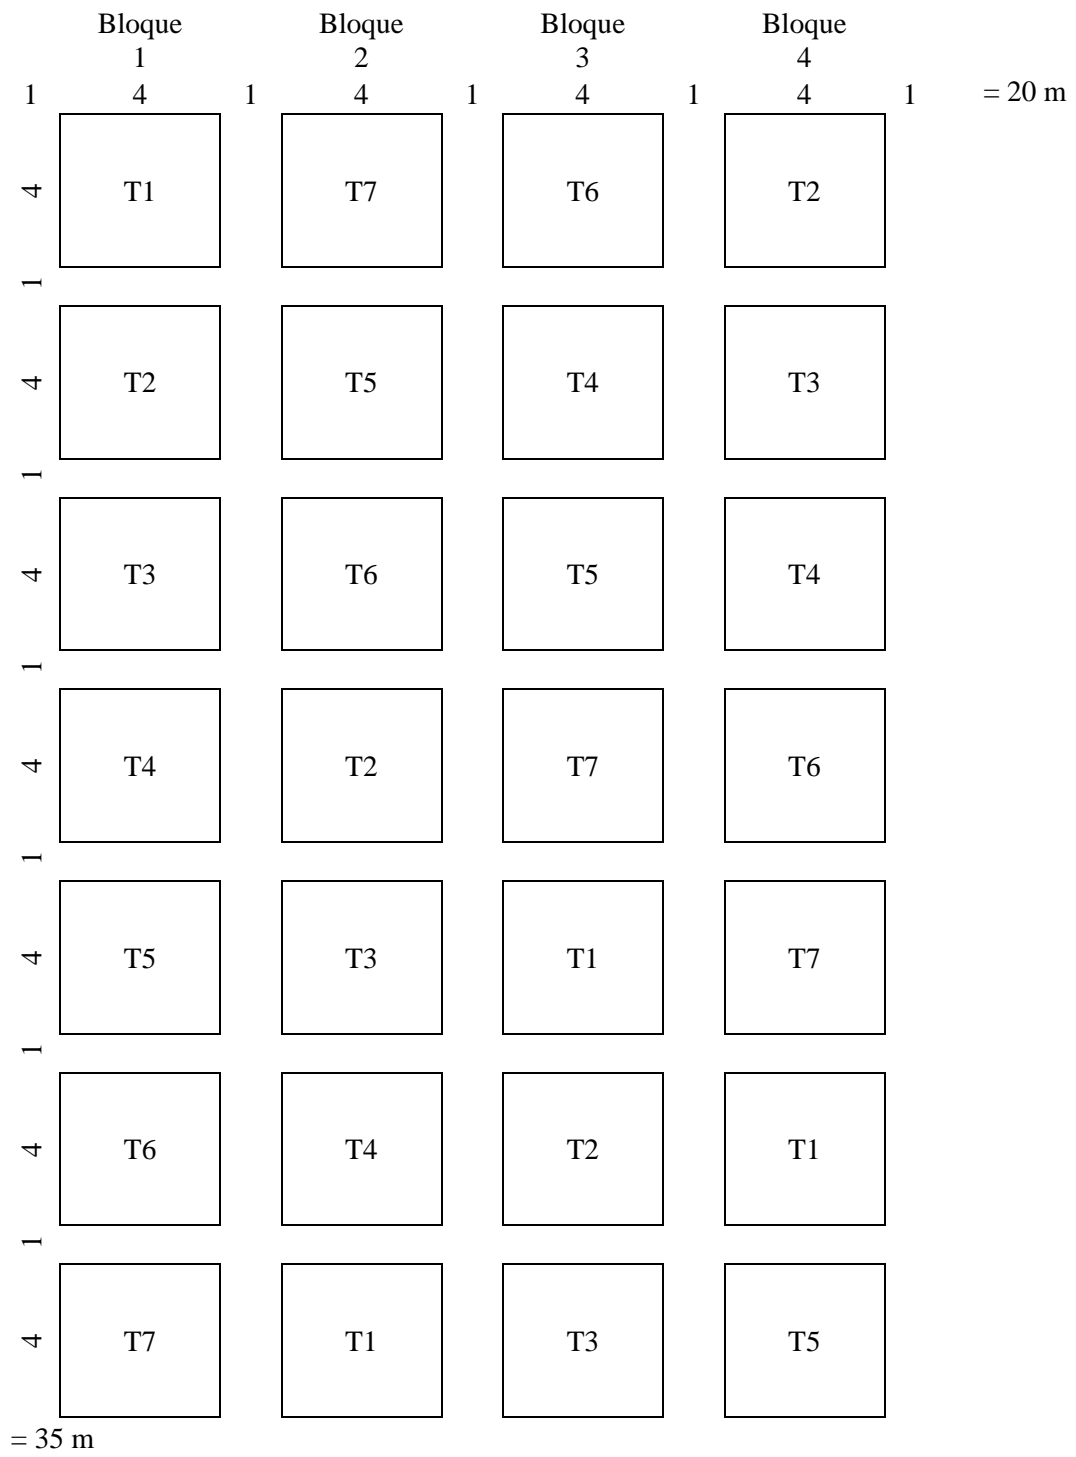 Bloque Bloque Bloque Bloque
1 2 3 4
1 4 1 4 1 4 1 4 1 = 20 m
4 T1 T7 T6 T2
1
4 T2 T5 T4 T3
1
4 T3 T6 T5 T4
1
4 T4 T2 T7 T6
1
4 T5 T3 T1 T7
1
4 T6 T4 T2 T1
1
4 T7 T1 T3 T5
= 35 m